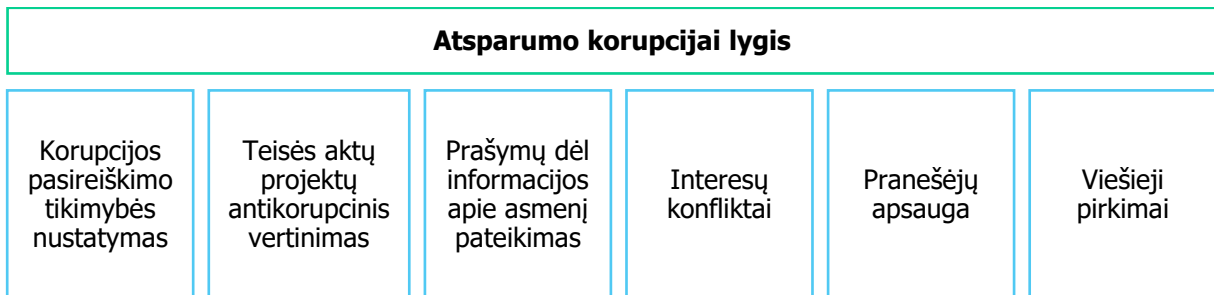 Atsparumo korupcijai lygis
Korupcijos
pasireiškimo
tikimybės
nustatymas
Teisės aktų
projektų
antikorupcinis
vertinimas
Prašymų dėl
informacijos
apie asmenį
pateikimas
Interesų
konfliktai
Pranešėjų
apsauga
Viešieji
pirkimai